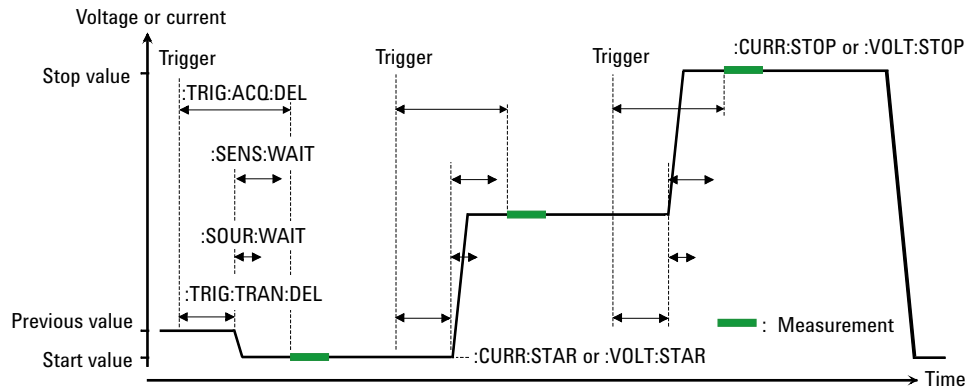 Voltage or current
Trigger
Trigger
Trigger
:CURR:STOP or :VOLT:STOP
Stop value
:TRIG:ACQ:DEL
:SENS:WAIT
:SOUR:WAIT
:TRIG:TRAN:DEL
Previous value
: Measurement
Start value
:CURR:STAR or :VOLT:STAR
Time